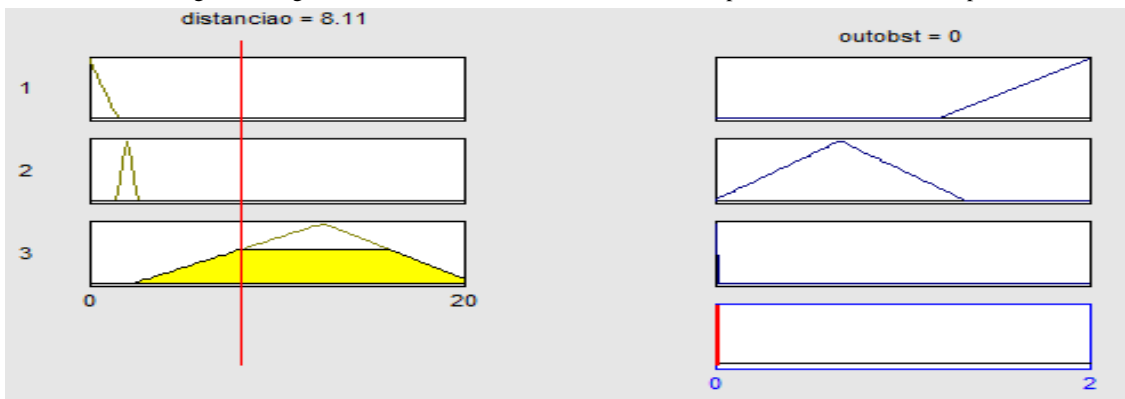 distanciao = 8.11
outobst = 0
1
2
3
0 20
0 2